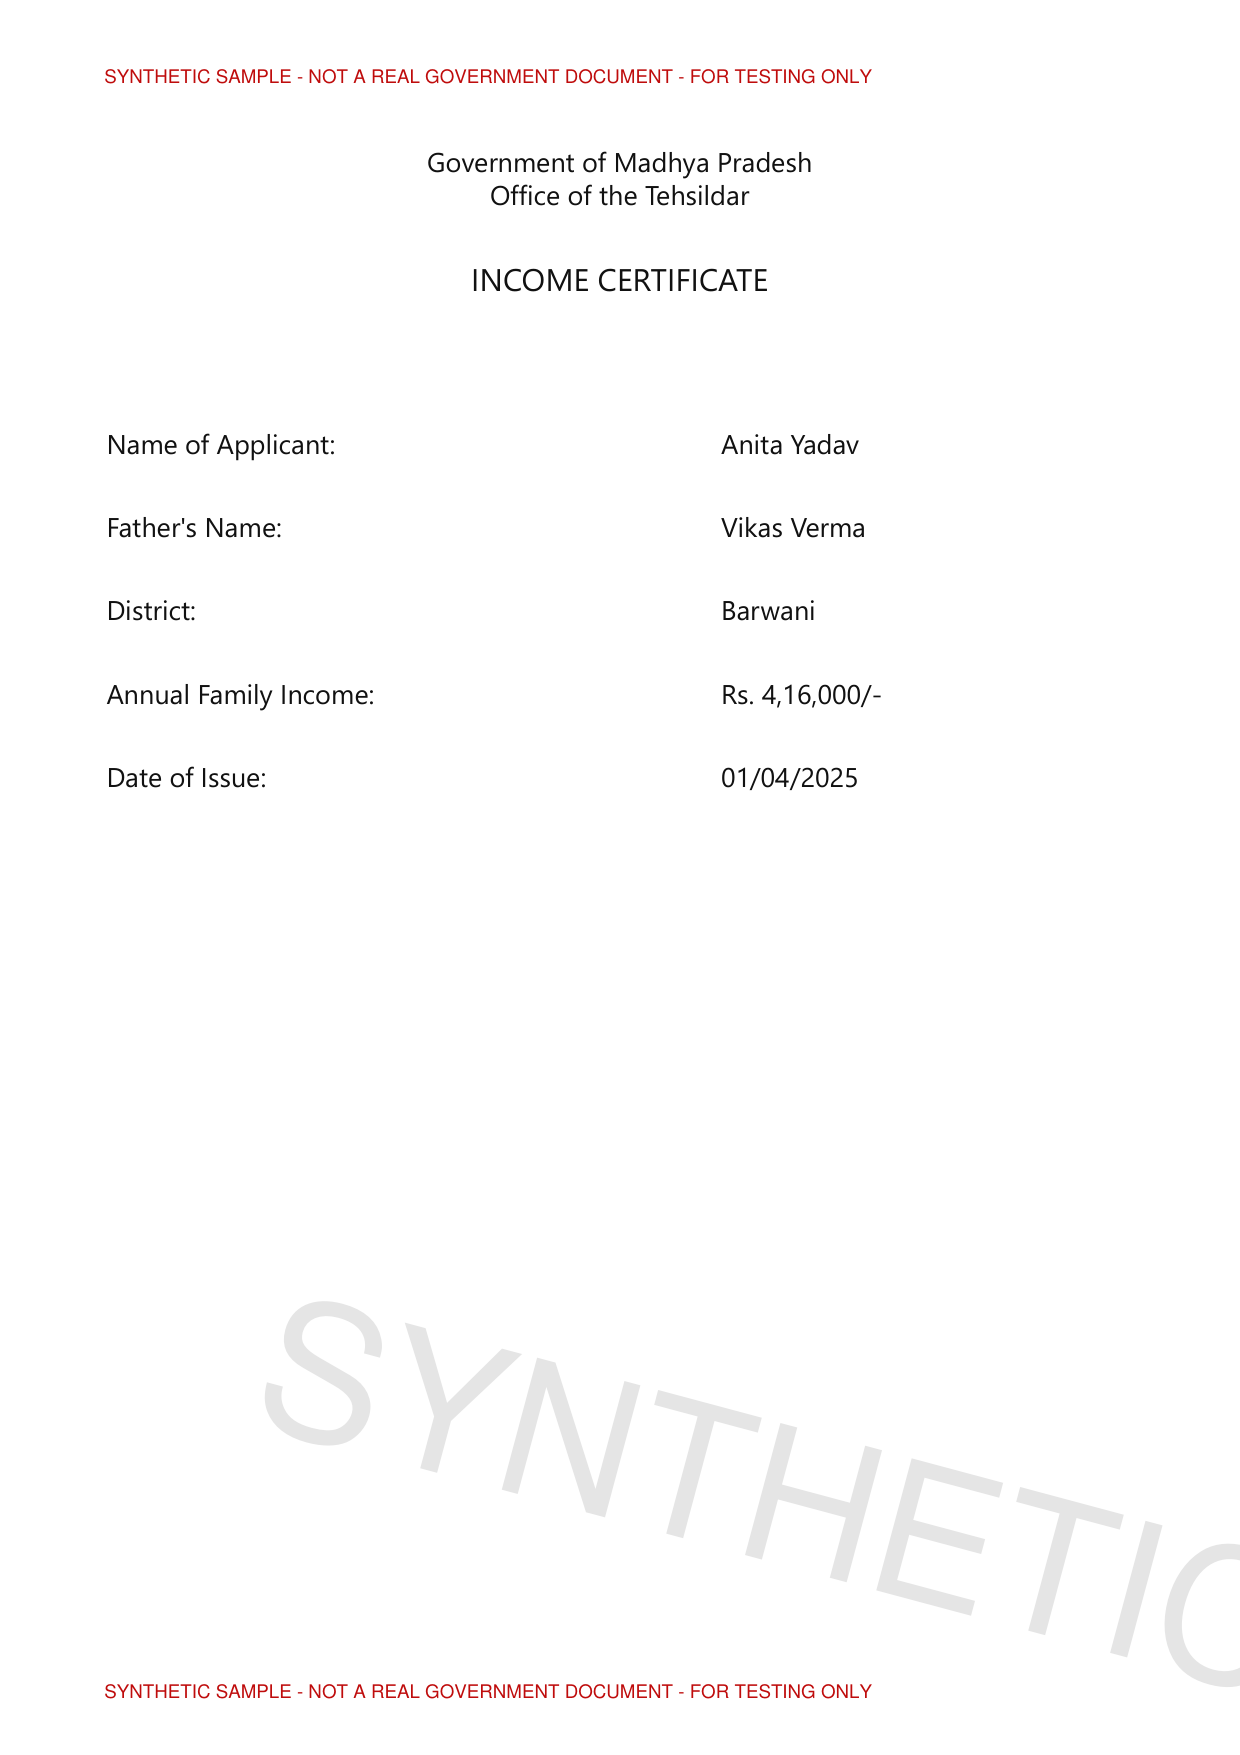 SYNTHETIC SAMPLE - NOT A REAL GOVERNMENT DOCUMENT - FOR TESTING ONLY
Government of Madhya Pradesh
Office of the Tehsildar
INCOME CERTIFICATE
Name of Applicant: Anita Yadav
Father's Name: Vikas Verma
District: Barwani
Annual Family Income: Rs. 4,16,000/-
Date of Issue: 01/04/2025
SYNTHETIC
SYNTHETIC SAMPLE - NOT A REAL GOVERNMENT DOCUMENT - FOR TESTING ONLY